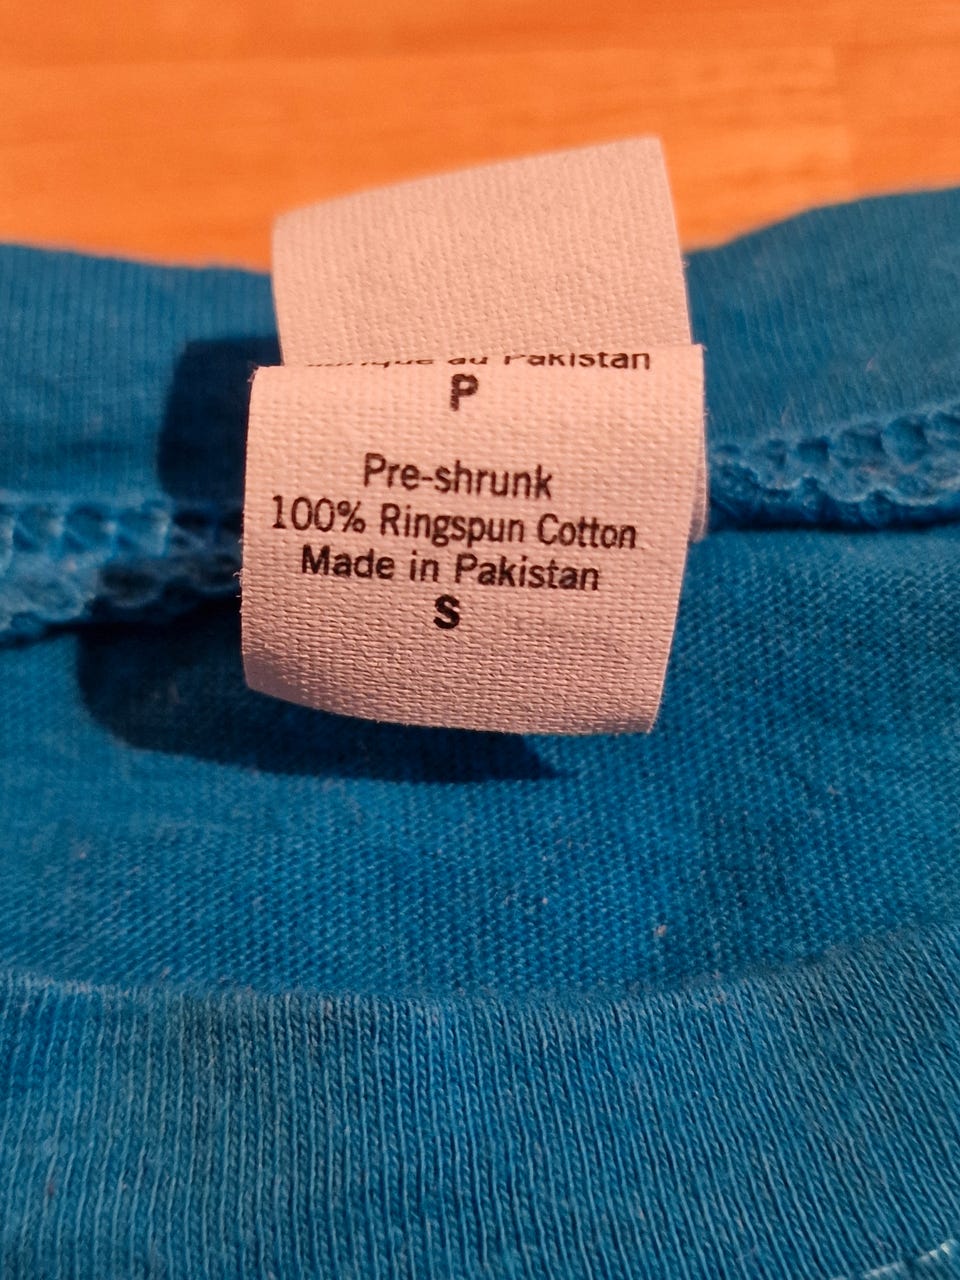 au Pakistan
P
Pre-shrunk
100% Ringspun Cotton
Made in Pakistan
S